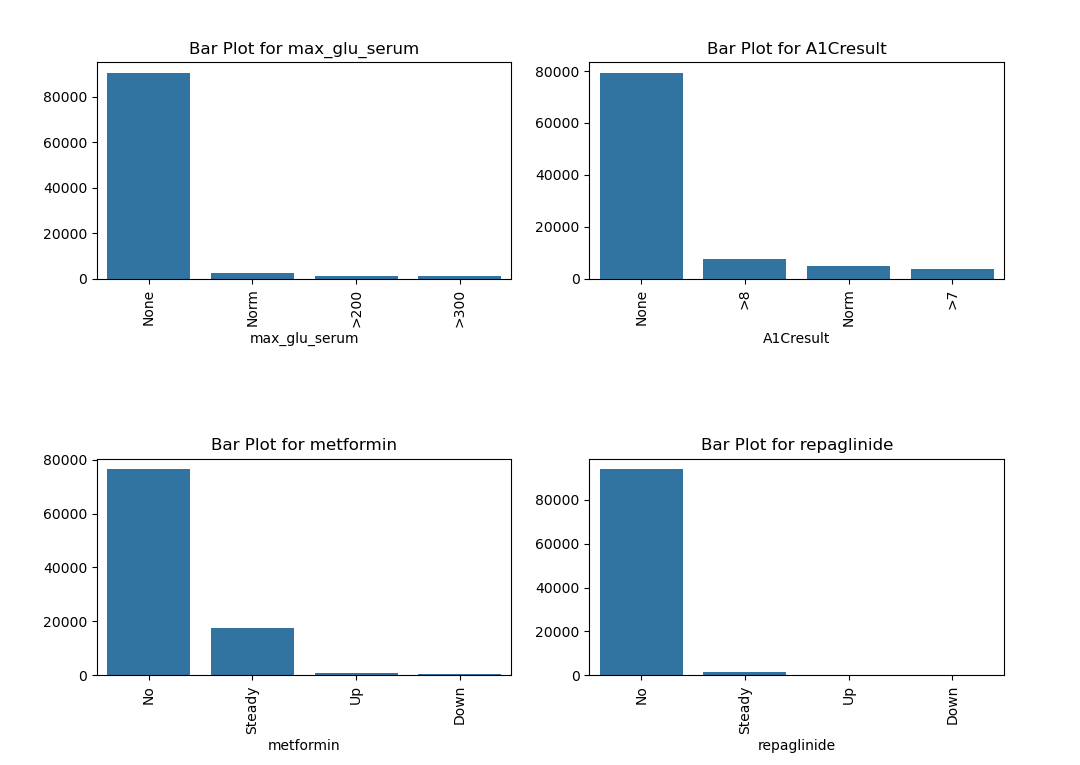 Bar Plot for max_glu_serum
80000
60000
40000
20000
0
None
Norm
>200
>300
max_glu_serum
Bar Plot for A1Cresult
80000
60000
40000
20000
0
None
>8
Norm
>7
A1Cresult
Bar Plot for metformin
80000
60000
40000
20000
0
No
Steady
Up
Down
metformin
Bar Plot for repaglinide
80000
60000
40000
20000
0
No
Steady
Up
Down
repaglinide